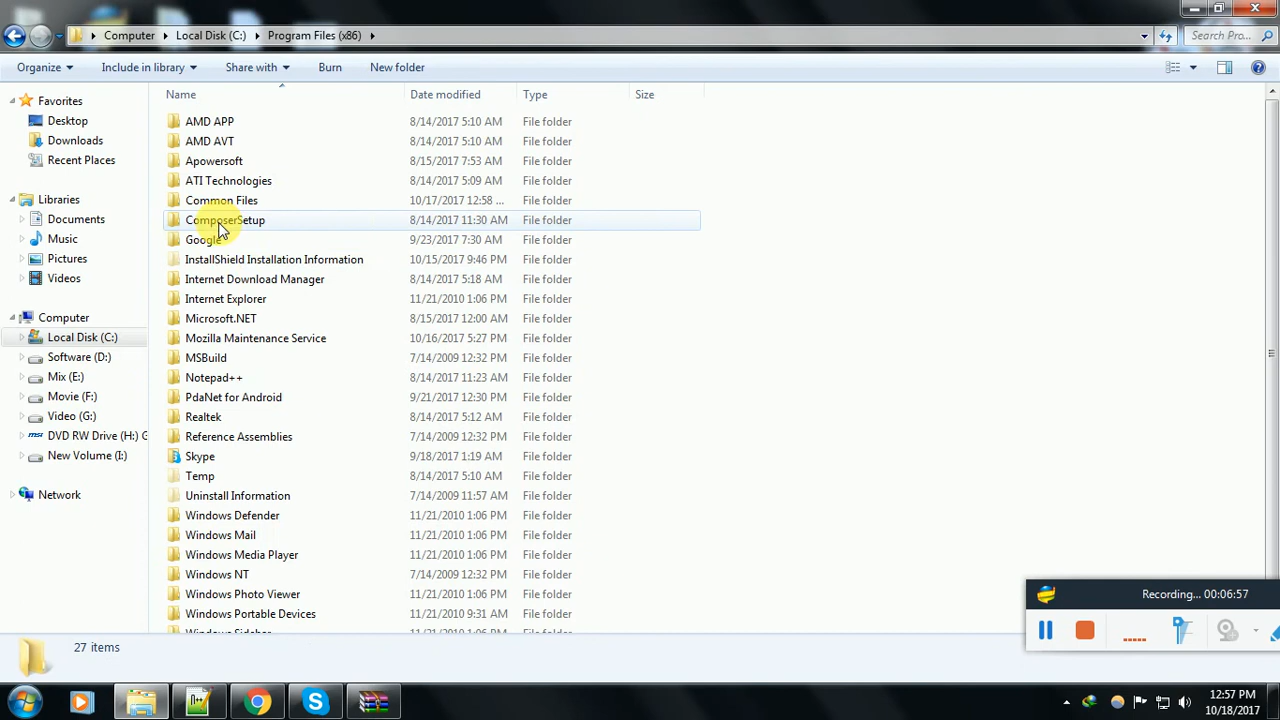 Computer Local Disk (C:) Program Files (x86) Search Pro...
Organize Include in library Share with Burn New folder
Name Date modified Type Size
Favorites
Desktop
Downloads
Recent Places
Libraries
Documents
Music
Pictures
Videos
Computer
Local Disk (C:)
Software (D:)
Mix (E:)
Movie (F:)
Video (G:)
DVD RW Drive (H:) G
New Volume (I:)
Network
AMD APP 8/14/2017 5:10 AM File folder
AMD AVT 8/14/2017 5:10 AM File folder
Apowersoft 8/15/2017 7:53 AM File folder
ATI Technologies 8/14/2017 5:09 AM File folder
Common Files 10/17/2017 12:58 ... File folder
ComposerSetup 8/14/2017 11:30 AM File folder
Google 9/23/2017 7:30 AM File folder
InstallShield Installation Information 10/15/2017 9:46 PM File folder
Internet Download Manager 8/14/2017 5:18 AM File folder
Internet Explorer 11/21/2010 1:06 PM File folder
Microsoft.NET 8/15/2017 12:00 AM File folder
Mozilla Maintenance Service 10/16/2017 5:27 PM File folder
MSBuild 7/14/2009 12:32 PM File folder
Notepad++ 8/14/2017 11:23 AM File folder
PdaNet for Android 9/21/2017 12:30 PM File folder
Realtek 8/14/2017 5:12 AM File folder
Reference Assemblies 7/14/2009 12:32 PM File folder
Skype 9/18/2017 1:19 AM File folder
Temp 8/14/2017 5:10 AM File folder
Uninstall Information 7/14/2009 11:57 AM File folder
Windows Defender 11/21/2010 1:06 PM File folder
Windows Mail 11/21/2010 1:06 PM File folder
Windows Media Player 11/21/2010 1:06 PM File folder
Windows NT 7/14/2009 12:32 PM File folder
Windows Photo Viewer 11/21/2010 1:06 PM File folder
Windows Portable Devices 11/21/2010 9:31 AM File folder
Windows Sidebar 11/21/2010 1:06 PM File folder
Recording... 00:06:57
27 items
12:57 PM
10/18/2017